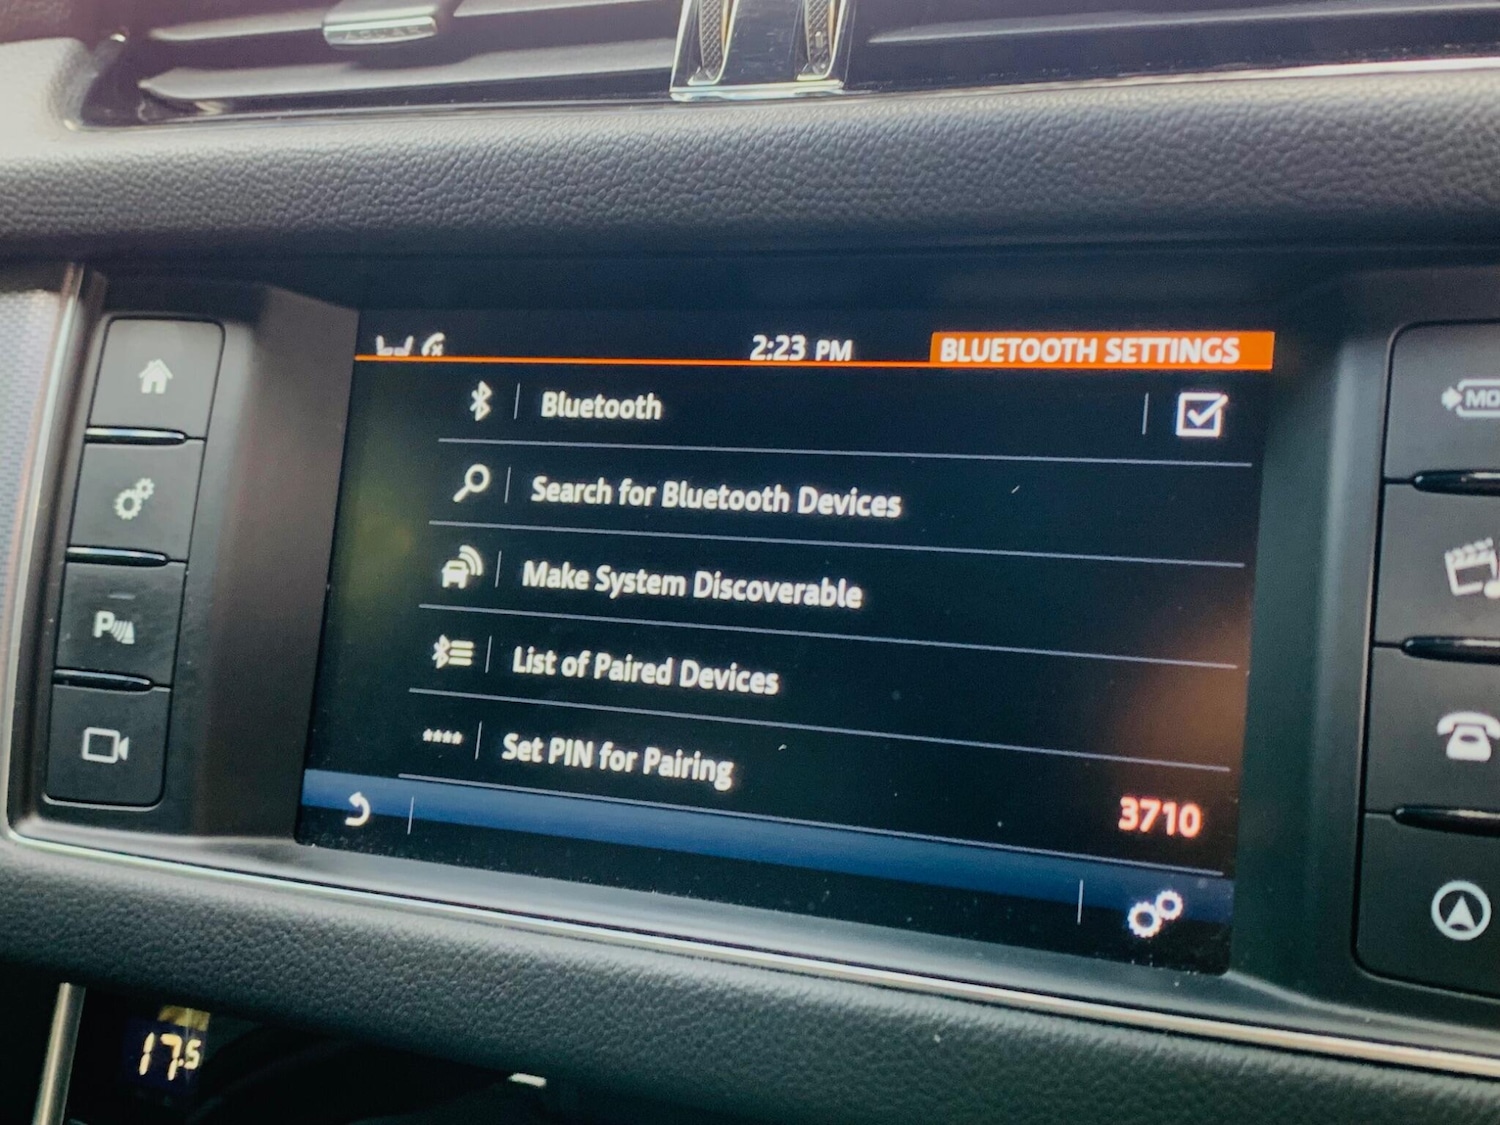 2:23 PM
BLUETOOTH SETTINGS
Bluetooth
Search for Bluetooth Devices
Make System Discoverable
List of Paired Devices
**** Set PIN for Pairing
3710
P
MO
17.5